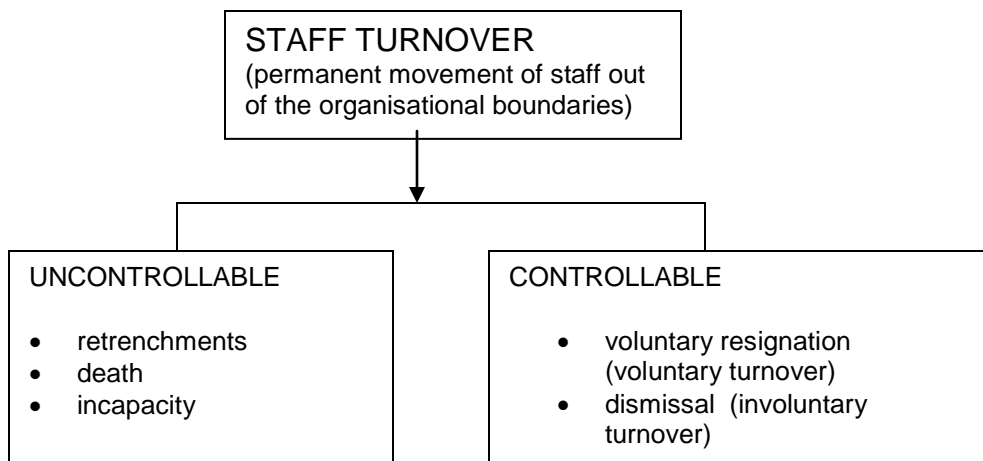 STAFF TURNOVER
(permanent movement of staff out
of the organisational boundaries)
UNCONTROLLABLE
• retrenchments
• death
• incapacity
CONTROLLABLE
• voluntary resignation
(voluntary turnover)
• dismissal (involuntary
turnover)